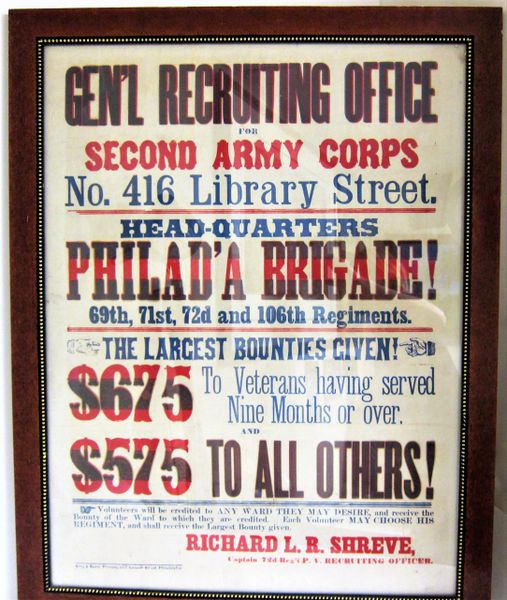 GEN'L RECRUITING OFFICE
FOR
SECOND ARMY CORPS
No. 416 Library Street.
HEAD-QUARTERS
PHILAD'A BRIGADE!
69th, 71st, 72d and 106th Regiments.
THE LARGEST BOUNTIES GIVEN!
$675 To Veterans having served
Nine Months or over.
AND
$575 TO ALL OTHERS!
Volunteers will be credited to ANY WARD THEY MAY DESIRE, and receive the
Bounty of the Ward to which they are credited. Each Volunteer MAY CHOOSE HIS
REGIMENT, and shall receive the Largest Bounty given.
RICHARD L. R. SHREVE,
Captain 72d Reg't P. V. RECRUITING OFFICER.